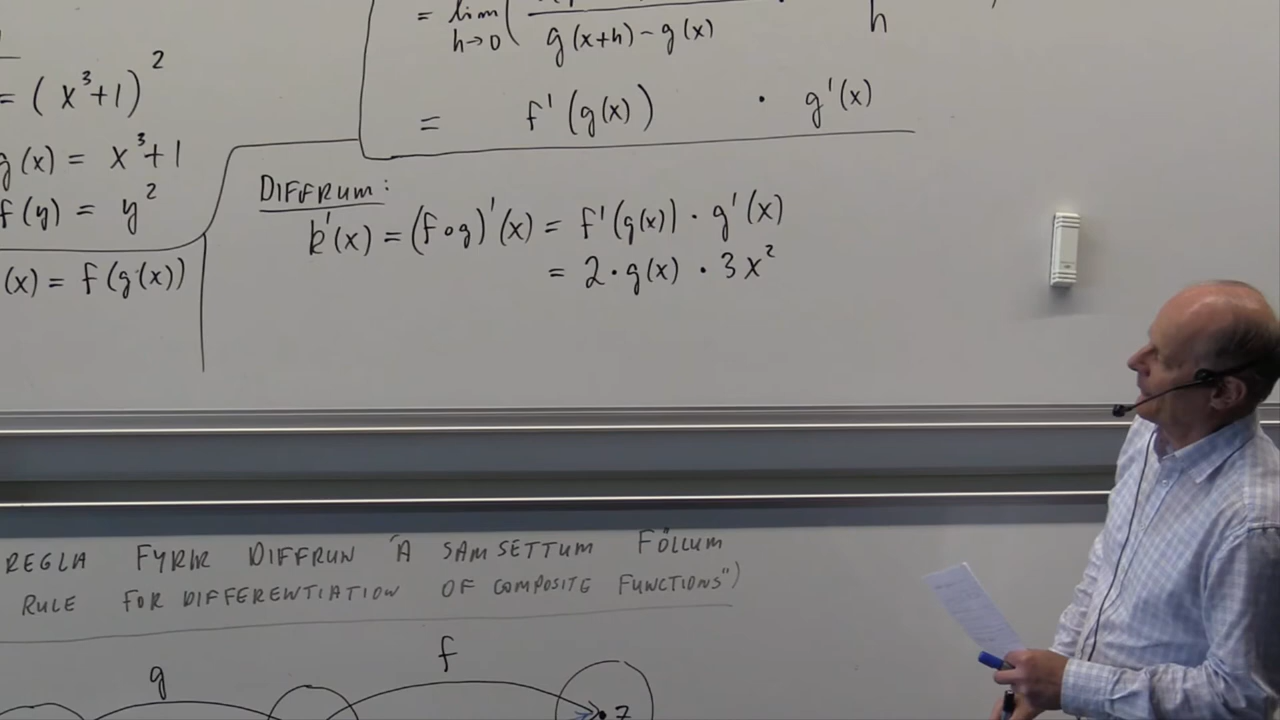 = (x³+1)²
g(x) = x³+1
f(y) = y²
(x) = f(g(x))
= lim
h→0
g(x+h) - g(x)
h
= f'(g(x)) · g'(x)
DIFFRUM:
k'(x) = (f∘g)'(x) = f'(g(x)) · g'(x)
= 2·g(x) · 3x²
REGLA FYRIR DIFFRUN Á SAMSETTUM FÖLLUM
RULE FOR DIFFERENTIATION OF COMPOSITE FUNCTIONS")
g
f
z